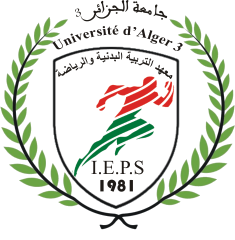 جامعة الجزائر 3
Université d'Alger 3
معهد التربية البدنية والرياضة
I.E.P.S
1981